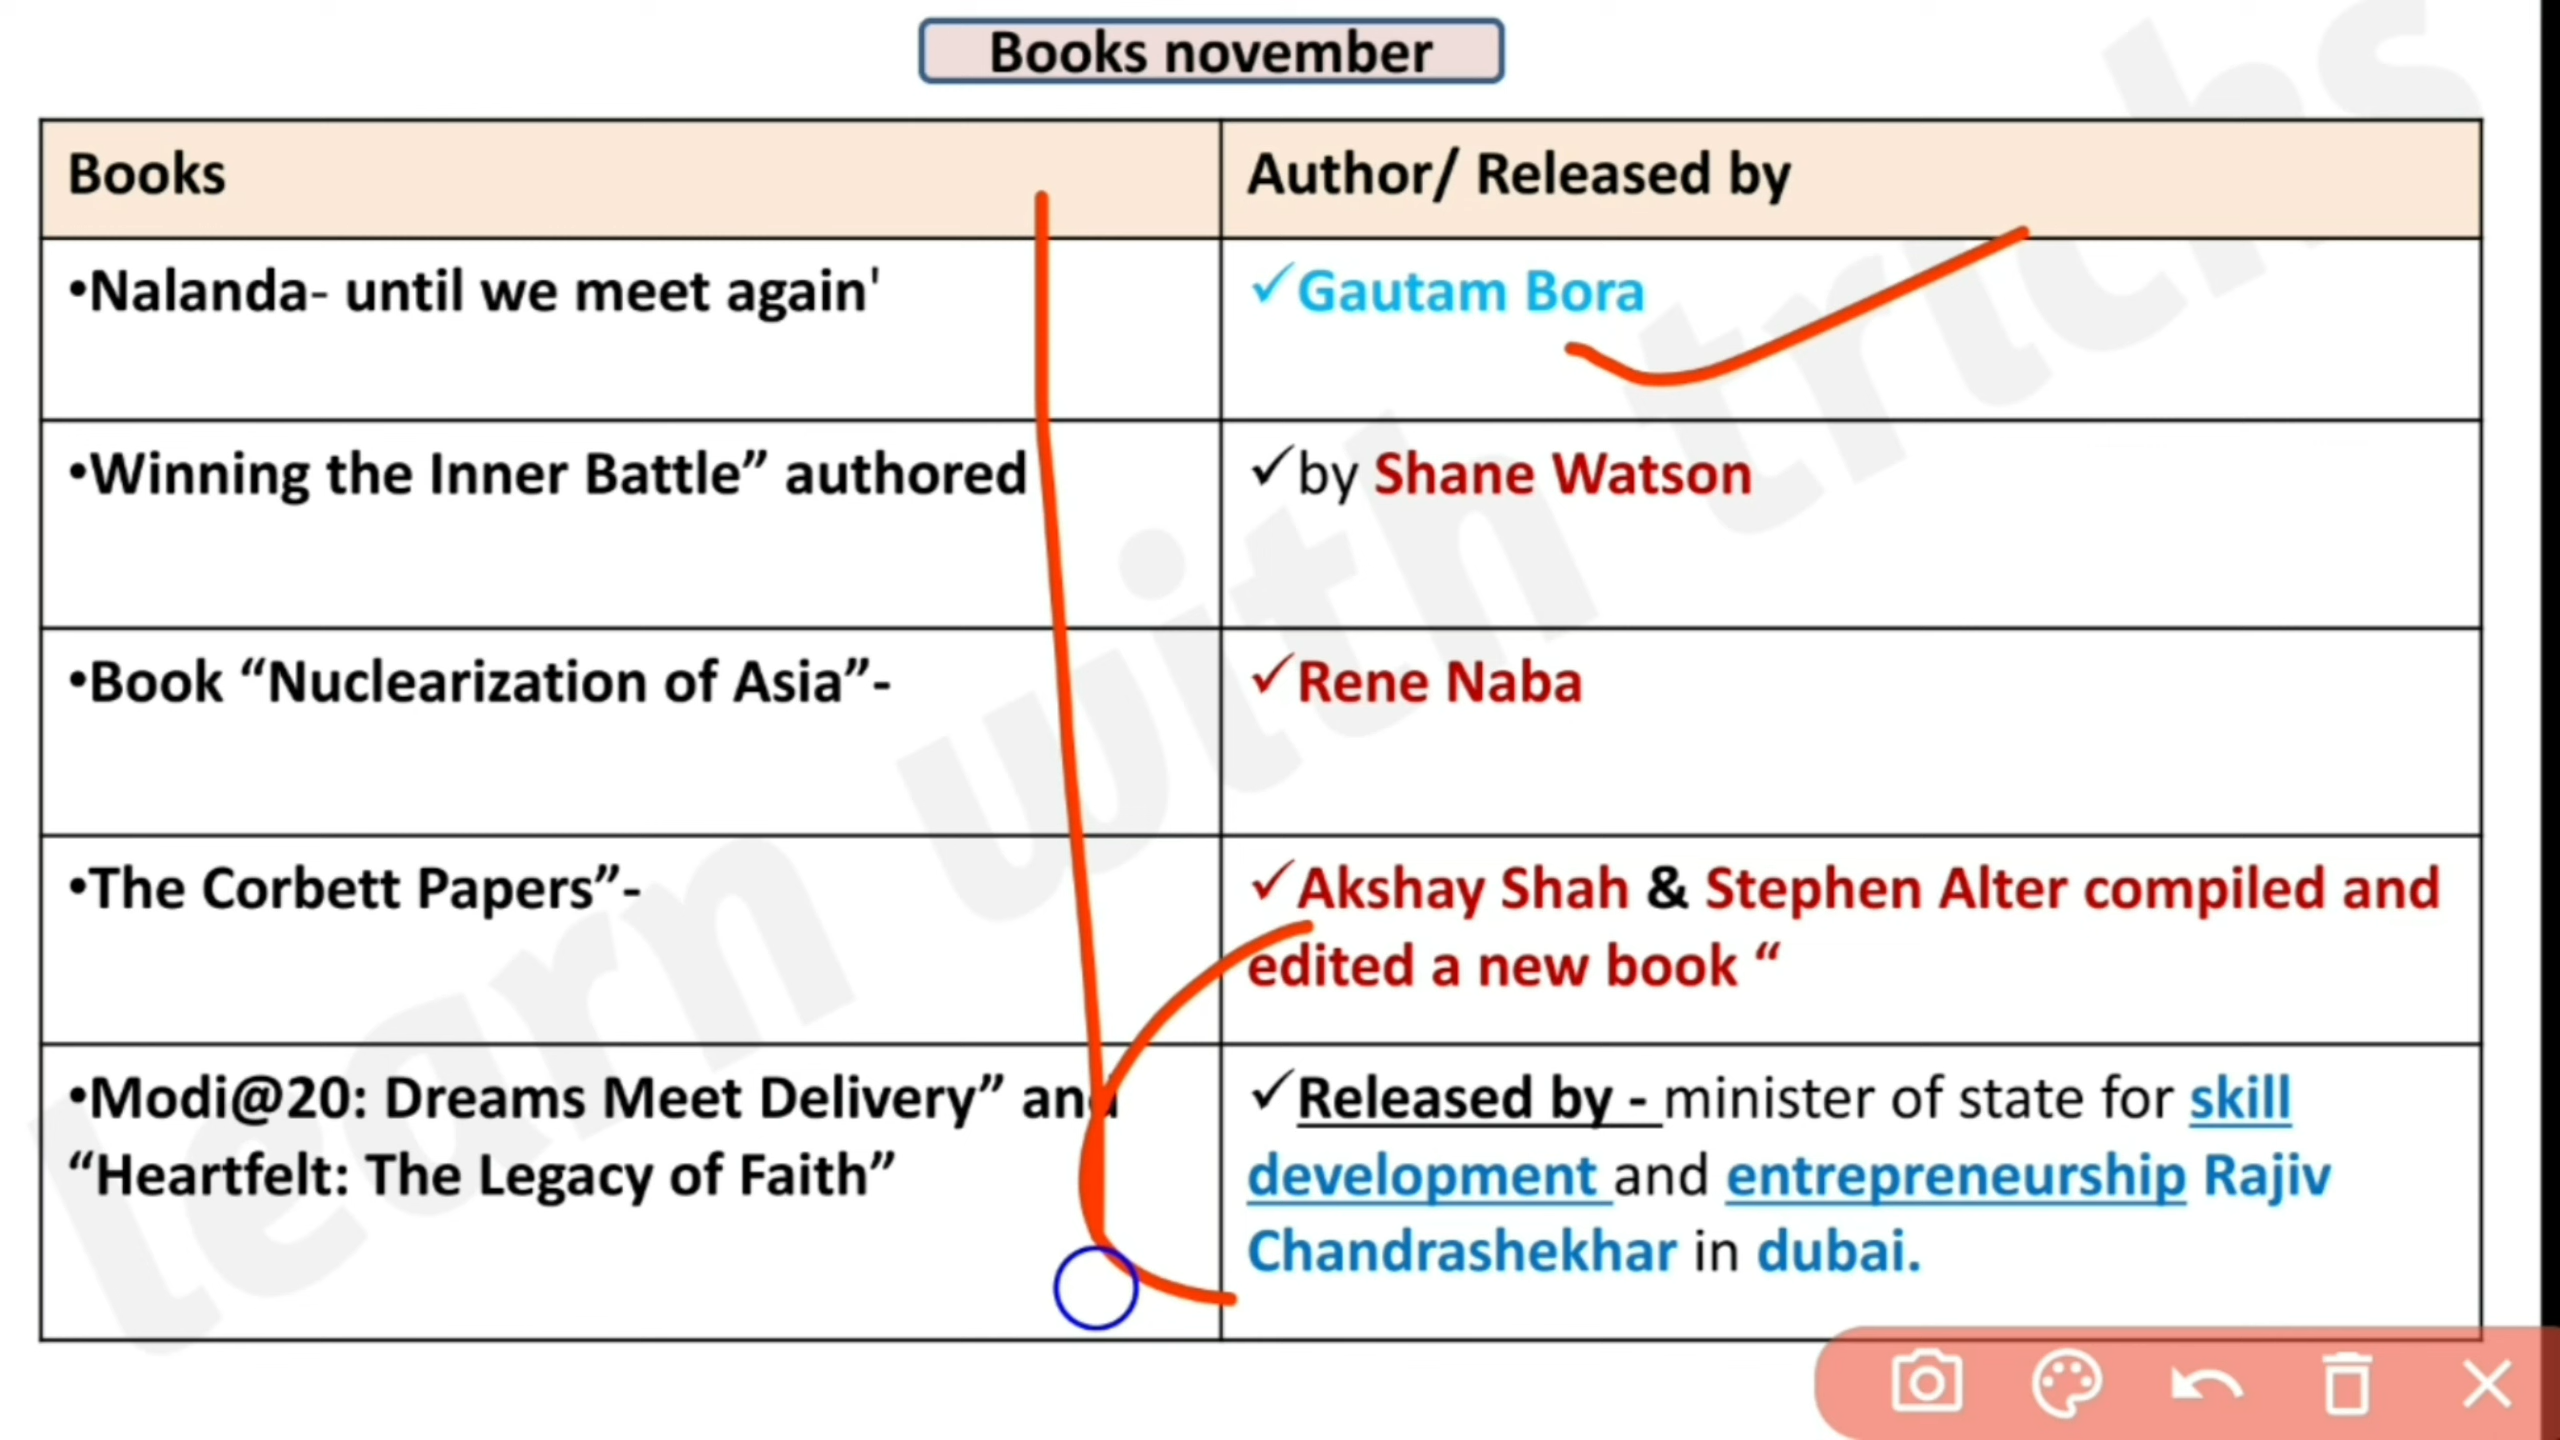 Books november
Books
Author/ Released by
•Nalanda- until we meet again'
✓Gautam Bora
•Winning the Inner Battle” authored
✓by Shane Watson
•Book “Nuclearization of Asia”-
✓Rene Naba
•The Corbett Papers”-
✓Akshay Shah & Stephen Alter compiled and
edited a new book “
•Modi@20: Dreams Meet Delivery” and
“Heartfelt: The Legacy of Faith”
✓Released by - minister of state for skill
development and entrepreneurship Rajiv
Chandrashekhar in dubai.
learn with tricks